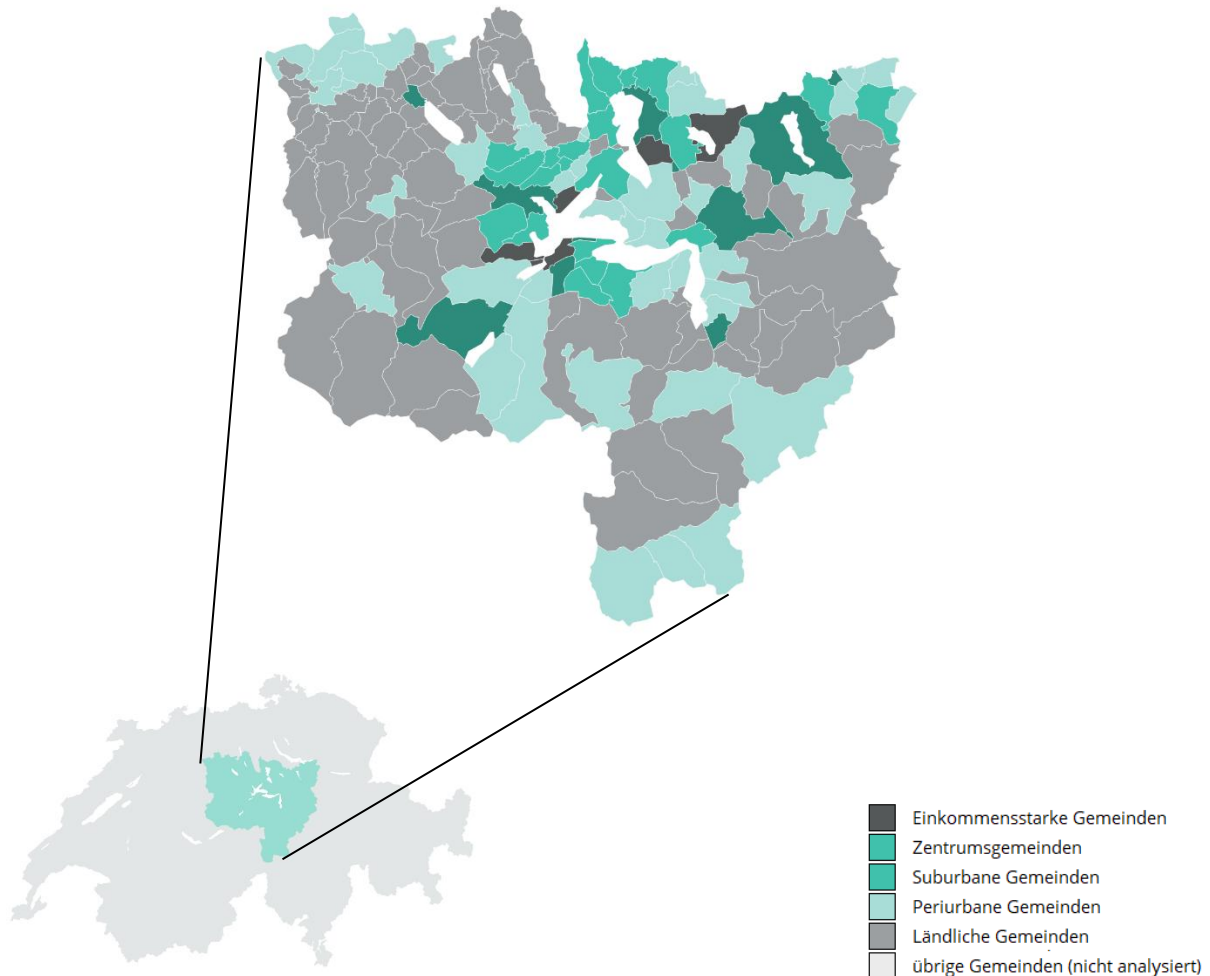 Einkommensstarke Gemeinden
Zentrumsgemeinden
Suburbane Gemeinden
Periurbane Gemeinden
Ländliche Gemeinden
übrige Gemeinden (nicht analysiert)